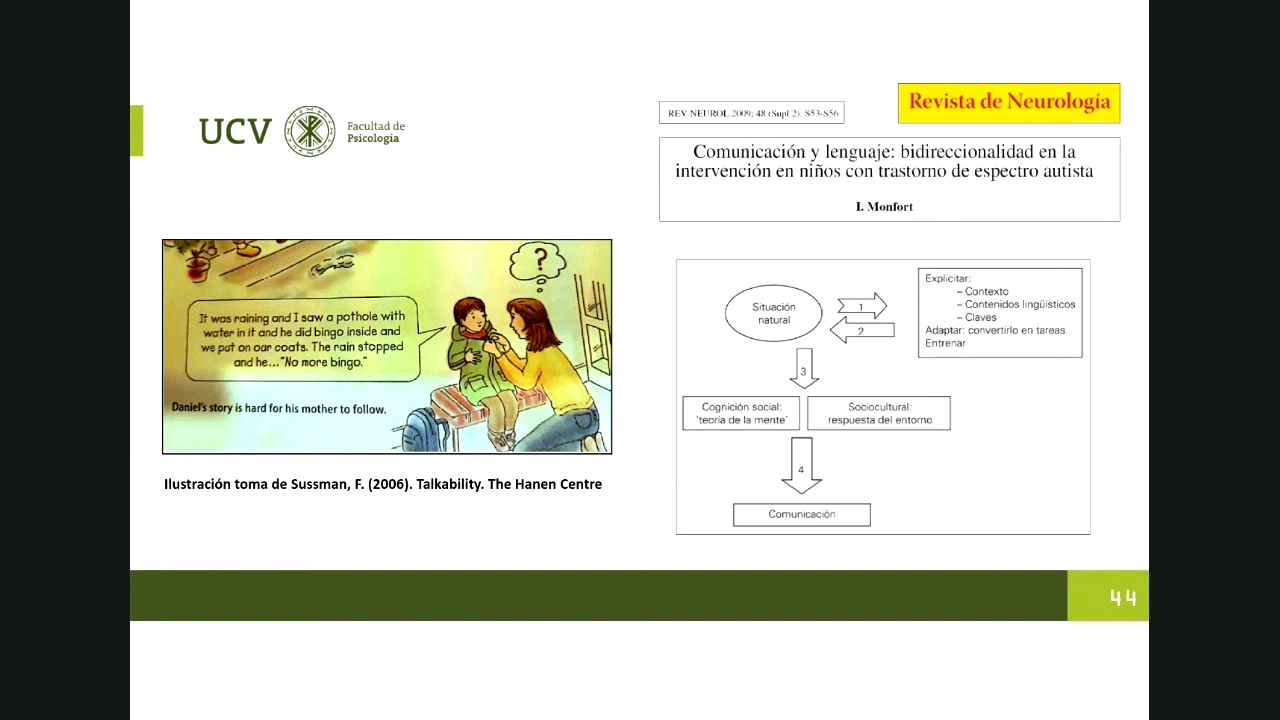 UCV
Facultad de
Psicología
REV NEUROL 2009; 48 (Supl 2): S53-S56
Revista de Neurología
Comunicación y lenguaje: bidireccionalidad en la
intervención en niños con trastorno de espectro autista
I. Monfort
?
It was raining and I saw a pothole with
water in it and he did bingo inside and
we put on our coats. The rain stopped
and he..."No more bingo."
Daniel's story is hard for his mother to follow.
Ilustración toma de Sussman, F. (2006). Talkability. The Hanen Centre
Situación
natural
1
2
Explicitar:
– Contexto
– Contenidos lingüísticos
– Claves
Adaptar: convertirlo en tareas
Entrenar
3
Cognición social:
'teoría de la mente'
Sociocultural:
respuesta del entorno
4
Comunicación
44